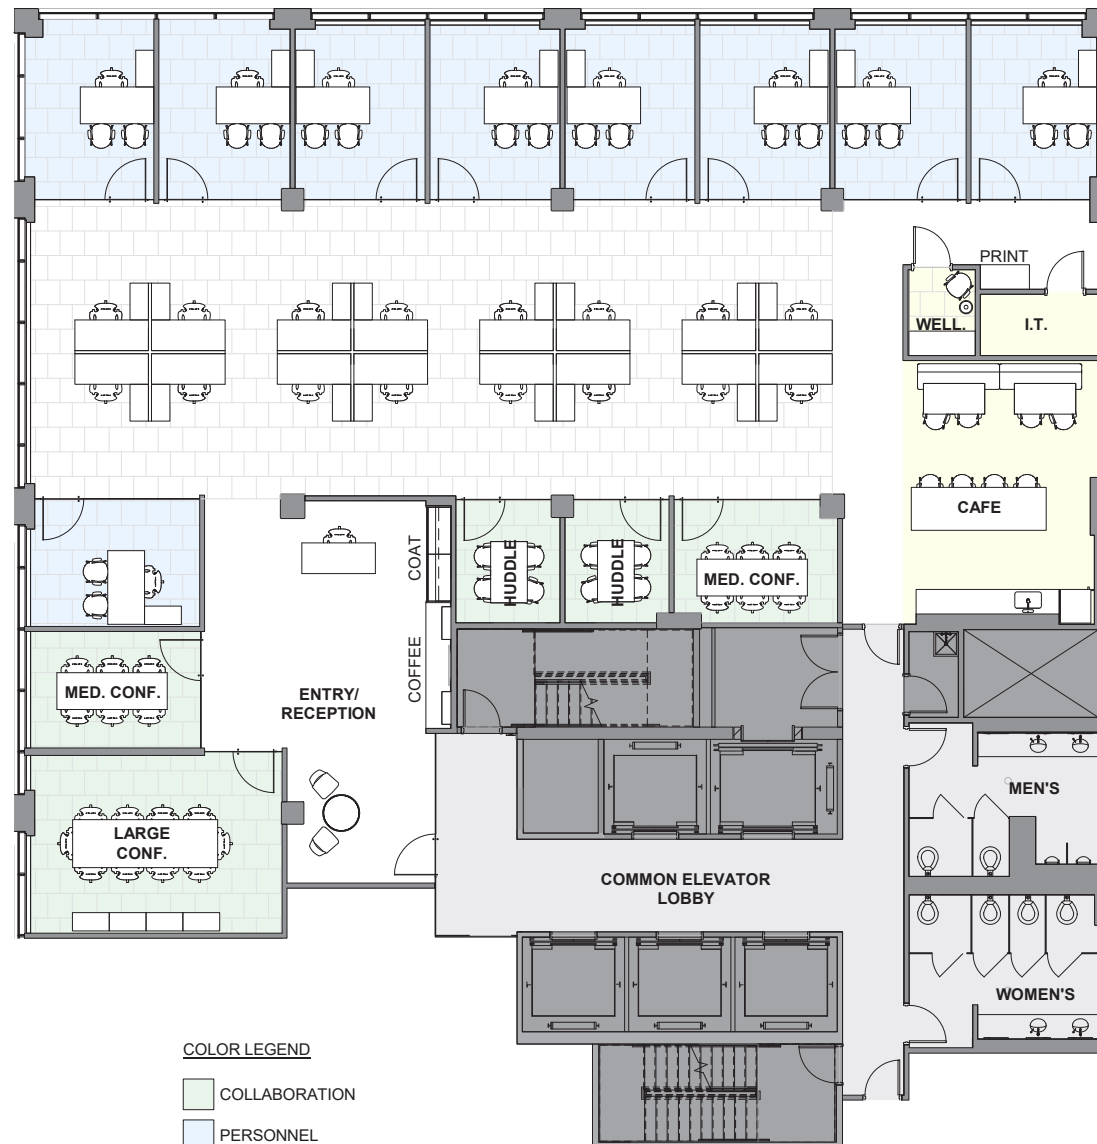 PRINT
WELL.
I.T.
CAFE
COAT
HUDDLE
HUDDLE
MED. CONF.
COFFEE
MED. CONF.
ENTRY/
RECEPTION
LARGE
CONF.
MEN'S
COMMON ELEVATOR
LOBBY
WOMEN'S
COLOR LEGEND
COLLABORATION
PERSONNEL